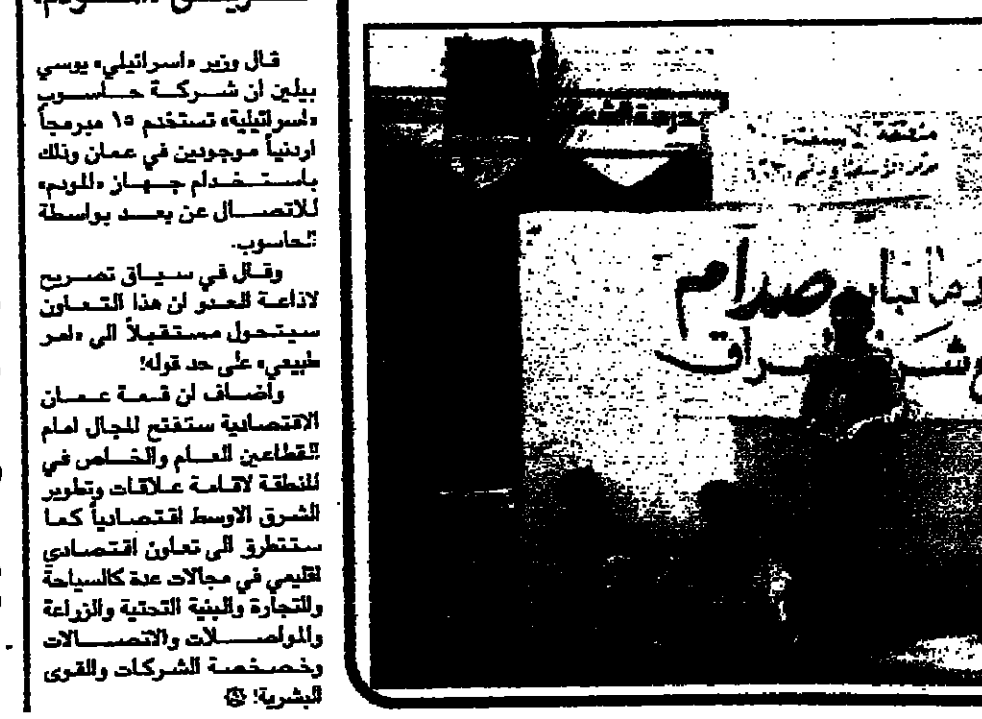 قال وزير «اسرائيلي» يوسي
بيلين ان شركة حاسوب
«اسرائيلية» تستخدم ١٥ مبرمجاً
اردنياً موجودين في عمان وذلك
باستخدام جهاز «المودم»
للاتصال عن بعد بواسطة
الحاسوب.
وقال في سياق تصريح
لاذاعة العدو ان هذا التعاون
سيتحول مستقبلاً الى «امر
طبيعي» على حد قوله!
واضاف ان قمة عمان
الاقتصادية ستفتح المجال امام
القطاعين العام والخاص في
المنطقة لاقامة علاقات وتطوير
الشرق الاوسط اقتصادياً كما
ستتطرق الى تعاون اقتصادي
اقليمي في مجالات عدة كالسياحة
والتجارة والبنية التحتية والزراعة
والمواصلات والاتصالات
وخصخصة الشركات والقوى
البشرية!
صدام